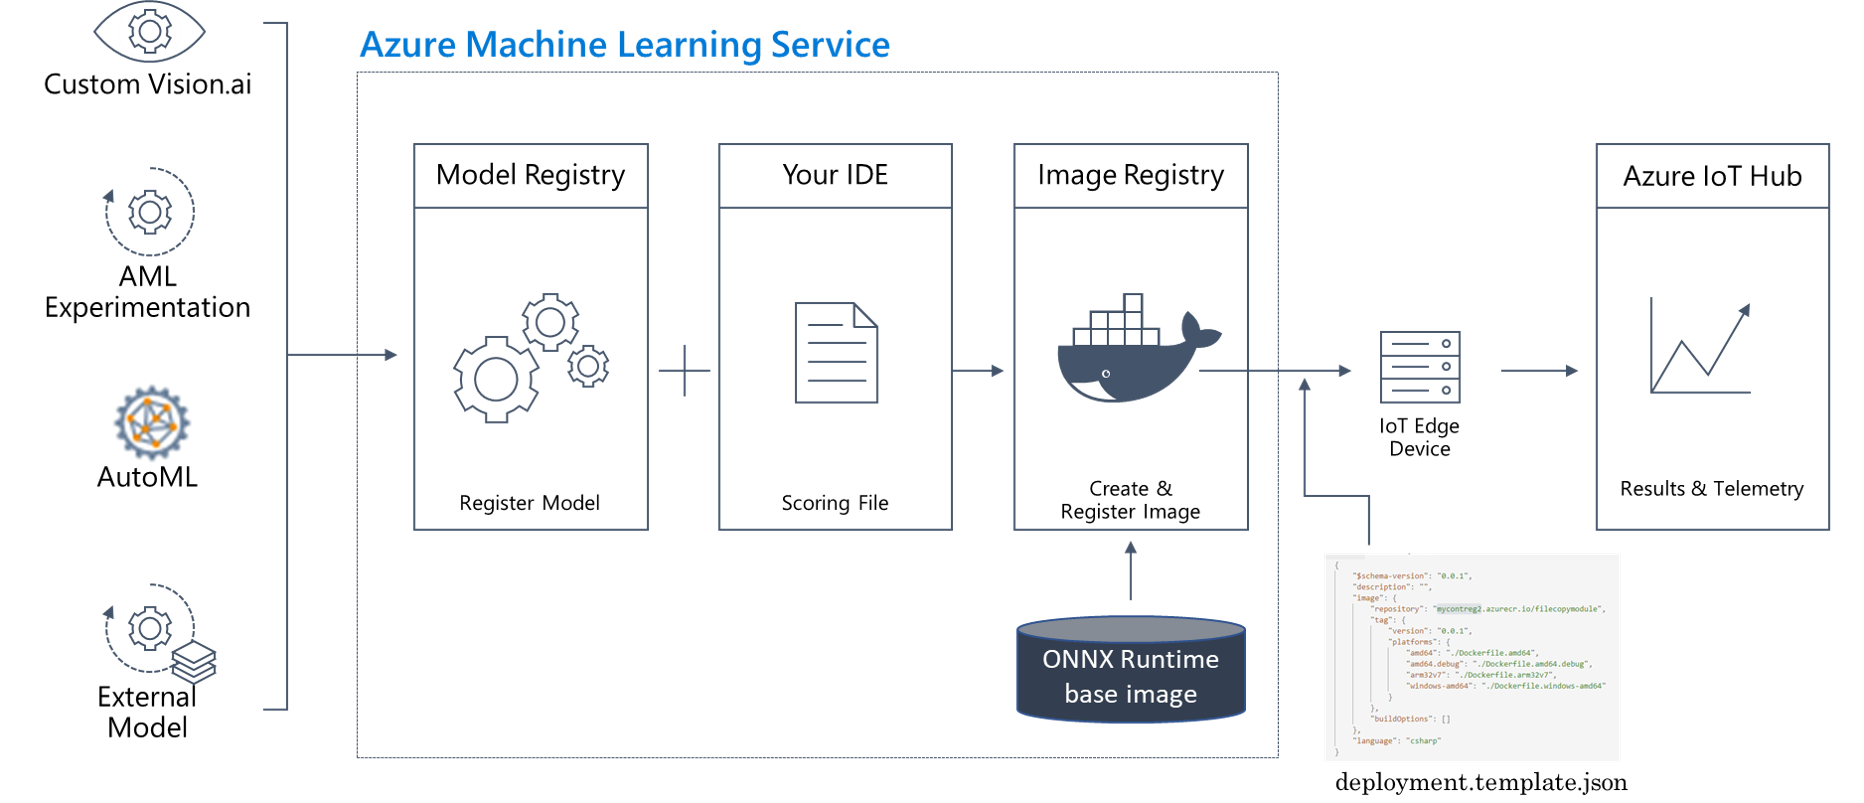 Azure Machine Learning Service
Custom Vision.ai
AML
Experimentation
AutoML
External
Model
Model Registry
Register Model
Your IDE
Scoring File
Image Registry
Create &
Register Image
ONNX Runtime
base image
IoT Edge
Device
Azure IoT Hub
Results & Telemetry
{
"$schema-version": "0.0.1",
"description": "",
"image": {
"repository": "mycontreg2.azurecr.io/filecopymodule",
"tag": {
"version": "0.0.1",
"platforms": {
"amd64": "./Dockerfile.amd64",
"amd64.debug": "./Dockerfile.amd64.debug",
"arm32v7": "./Dockerfile.arm32v7",
"windows-amd64": "./Dockerfile.windows-amd64"
}
},
"buildOptions": []
},
"language": "csharp"
}
deployment.template.json